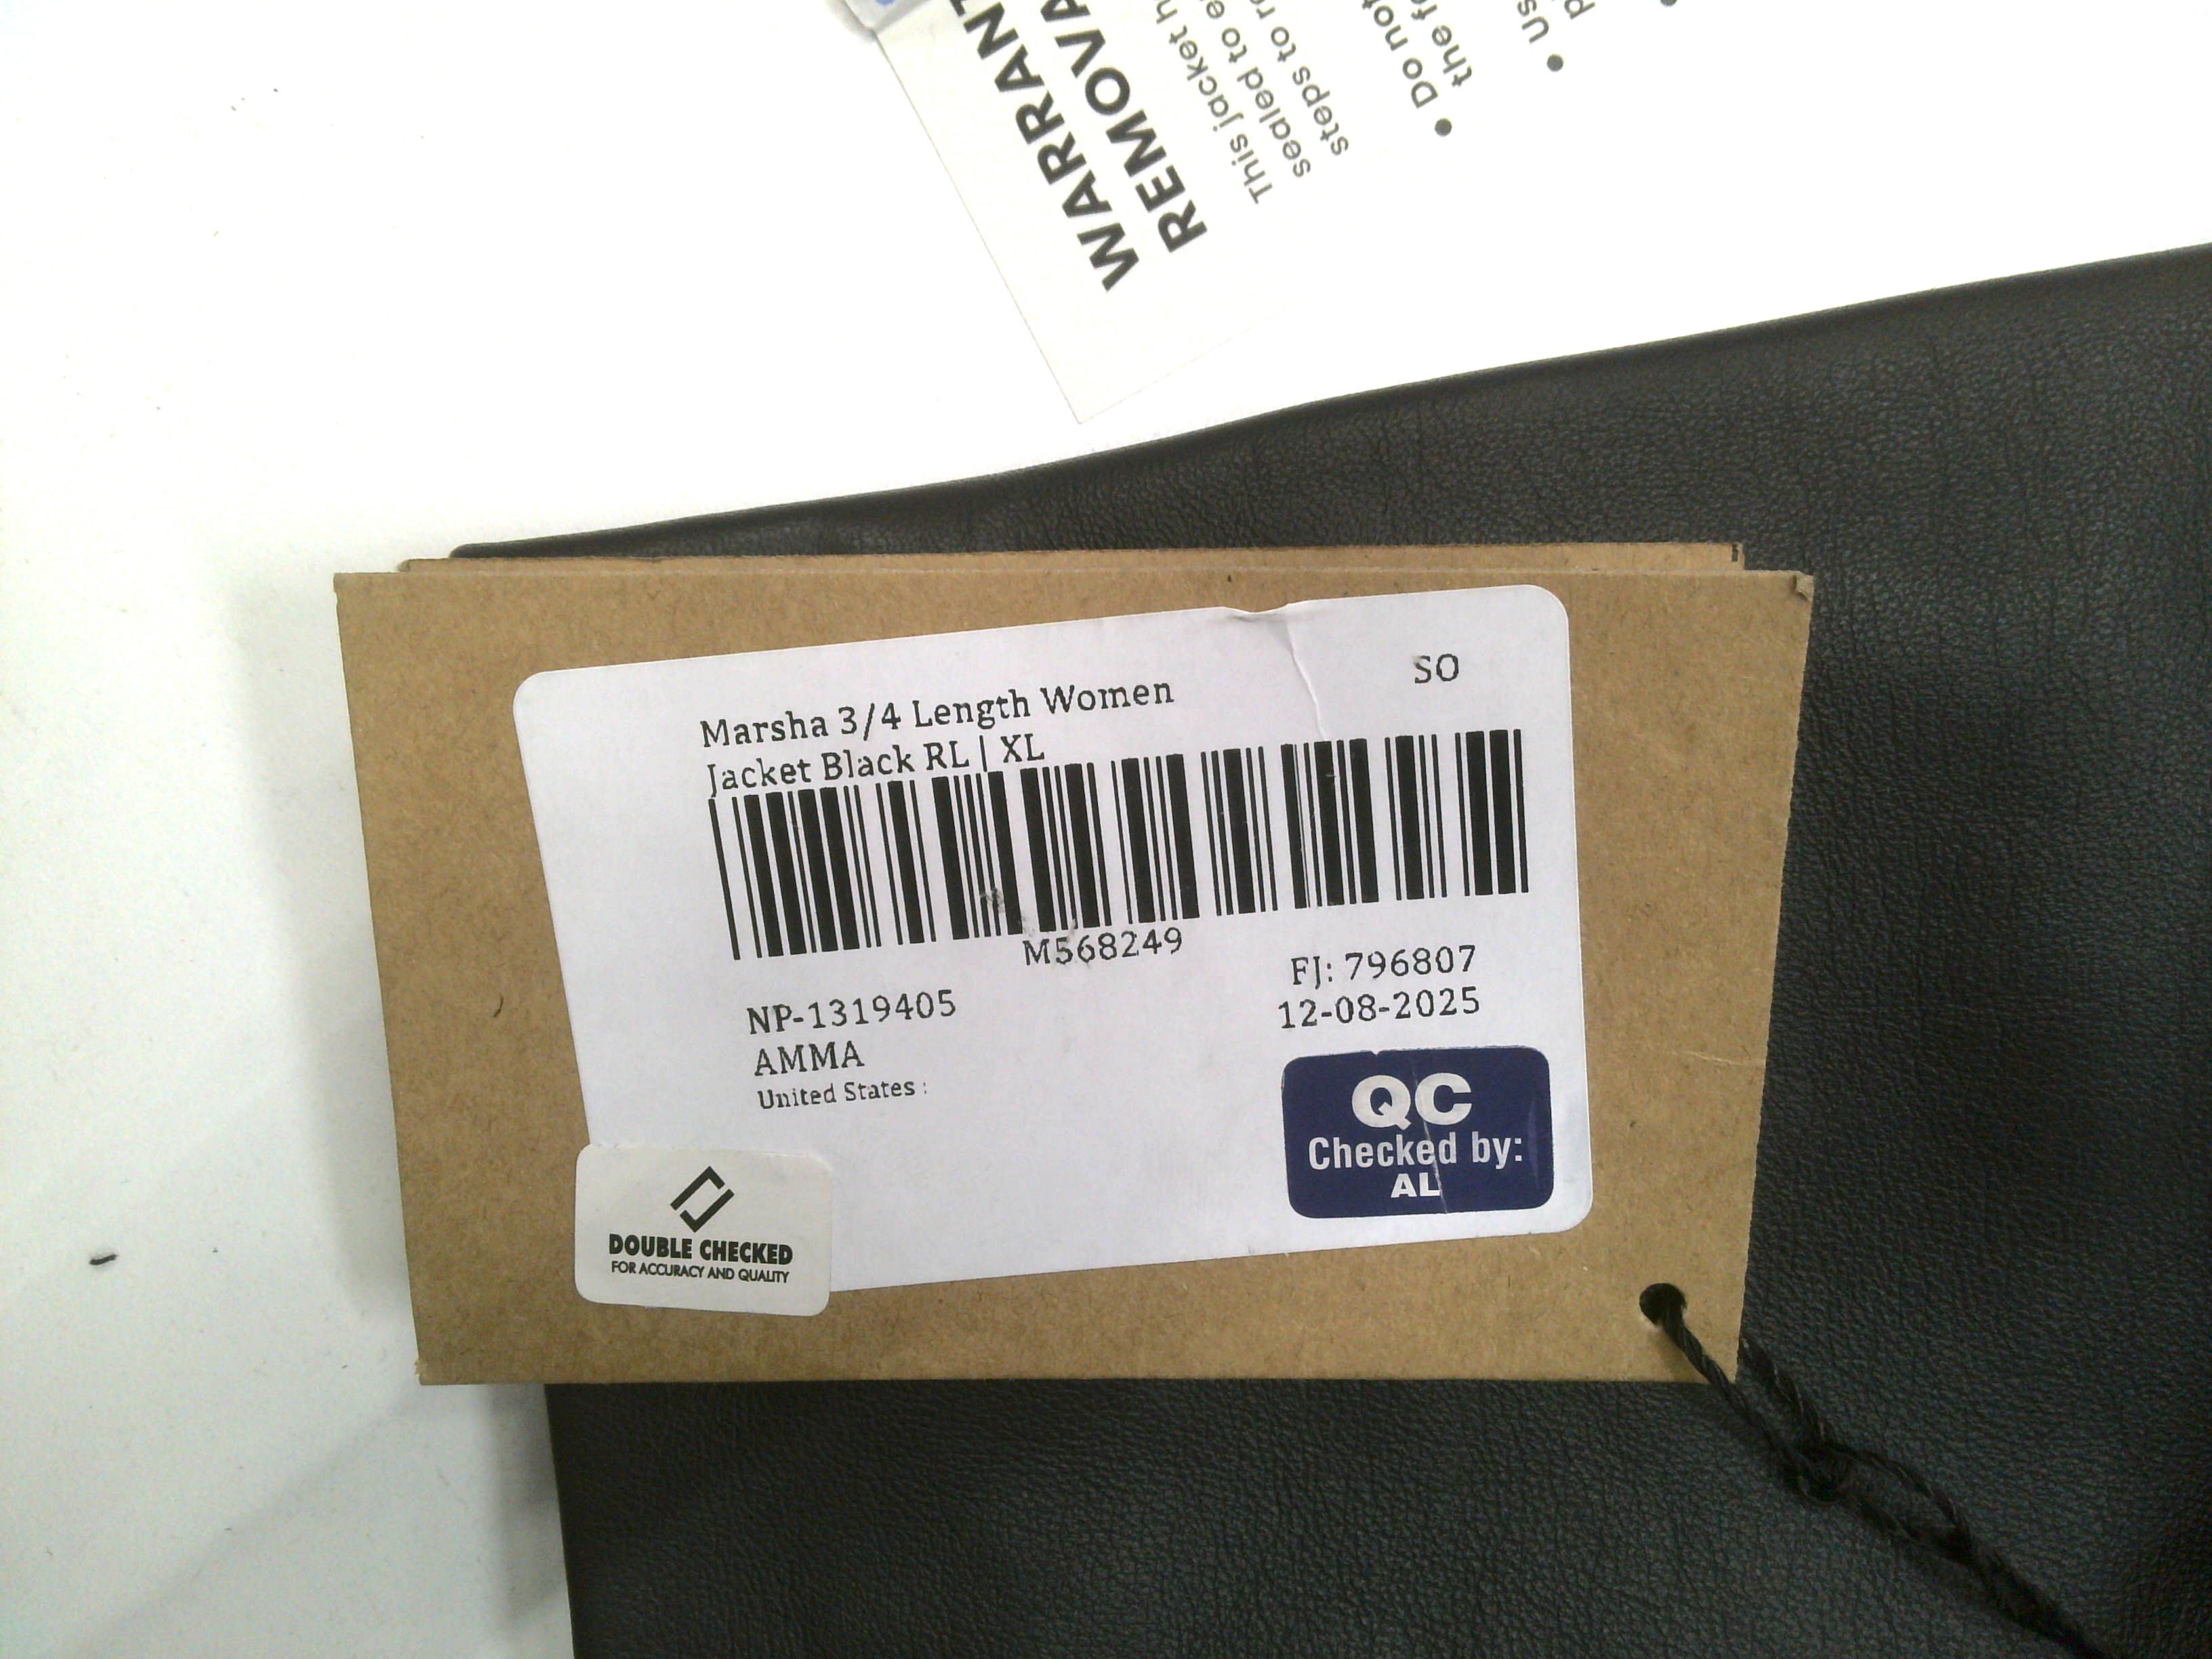 WARRANT
REMOVA
This jacket h
sealed to e
steps to r
• Do not
the f
• us
SO
Marsha 3/4 Length Women
Jacket Black RL | XL
M568249
FJ: 796807
NP-1319405
12-08-2025
AMMA
United States :
QC
Checked by:
AL
DOUBLE CHECKED
FOR ACCURACY AND QUALITY